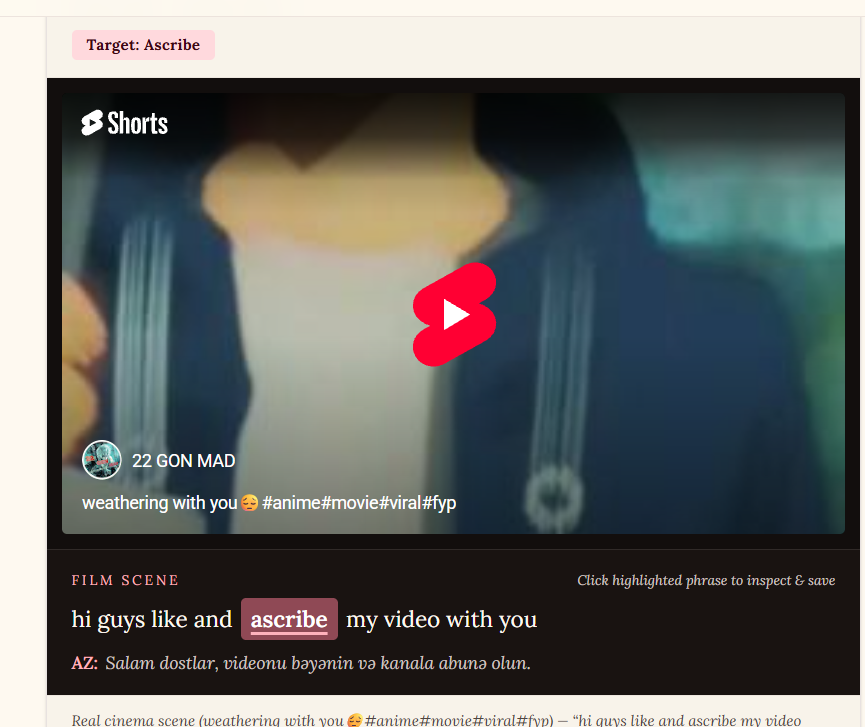 Target: Ascribe
Shorts
22 GON MAD
weathering with you😔#anime#movie#viral#fyp
FILM SCENE
Click highlighted phrase to inspect & save
hi guys like and ascribe my video with you
AZ: Salam dostlar, videonu bəyənin və kanala abunə olun.
Real cinema scene (weathering with you😔#anime#movie#viral#fyp) — "hi guys like and ascribe my video